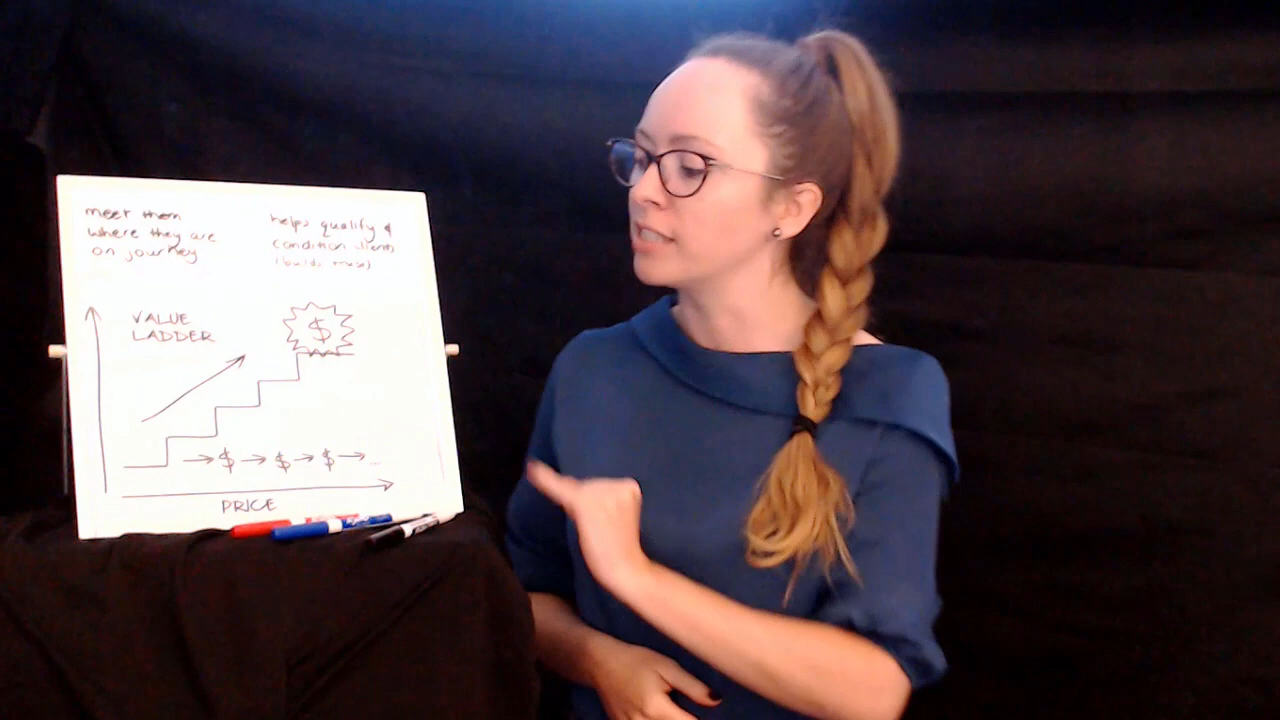 meet them
where they are
on journey
helps qualify &
condition clients
(builds trust)
VALUE
LADDER
$
→ $ → $ → $ → ...
PRICE